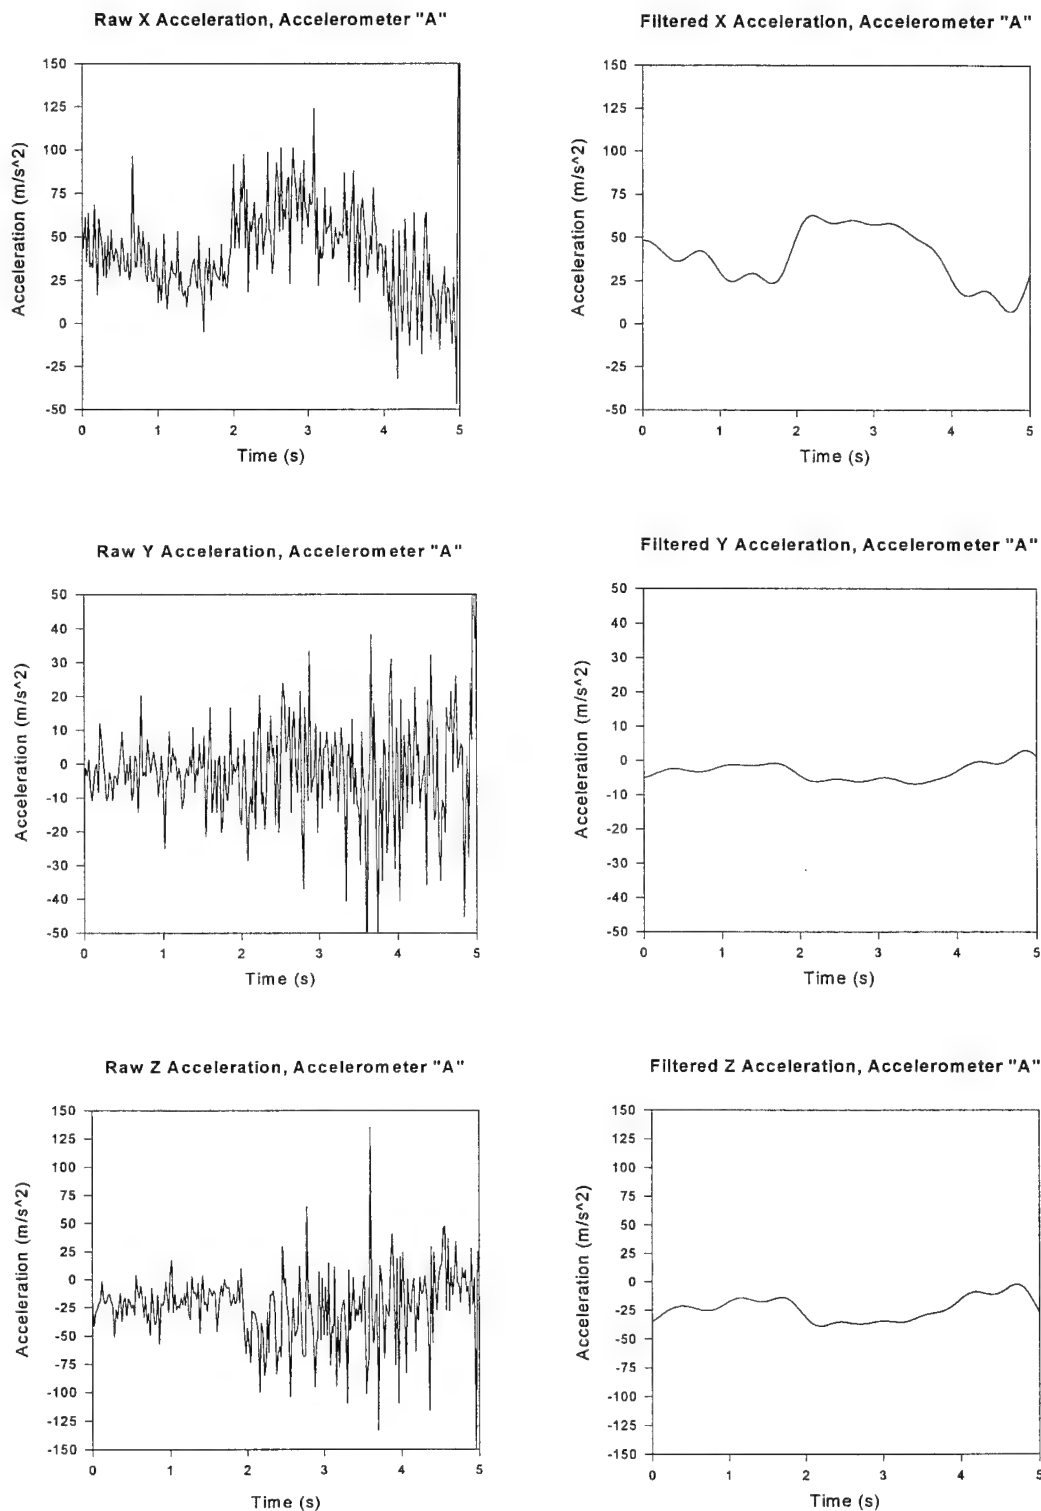 Raw X Acceleration, Accelerometer "A"
Acceleration (m/s^2)
150
125
100
75
50
25
0
-25
-50
0 1 2 3 4 5
Time (s)
Filtered X Acceleration, Accelerometer "A"
Acceleration (m/s^2)
150
125
100
75
50
25
0
-25
-50
0 1 2 3 4 5
Time (s)
Raw Y Acceleration, Accelerometer "A"
Acceleration (m/s^2)
50
40
30
20
10
0
-10
-20
-30
-40
-50
0 1 2 3 4 5
Time (s)
Filtered Y Acceleration, Accelerometer "A"
Acceleration (m/s^2)
50
40
30
20
10
0
-10
-20
-30
-40
-50
0 1 2 3 4 5
Time (s)
Raw Z Acceleration, Accelerometer "A"
Acceleration (m/s^2)
150
125
100
75
50
25
0
-25
-50
-75
-100
-125
-150
0 1 2 3 4 5
Time (s)
Filtered Z Acceleration, Accelerometer "A"
Acceleration (m/s^2)
150
125
100
75
50
25
0
-25
-50
-75
-100
-125
-150
0 1 2 3 4 5
Time (s)